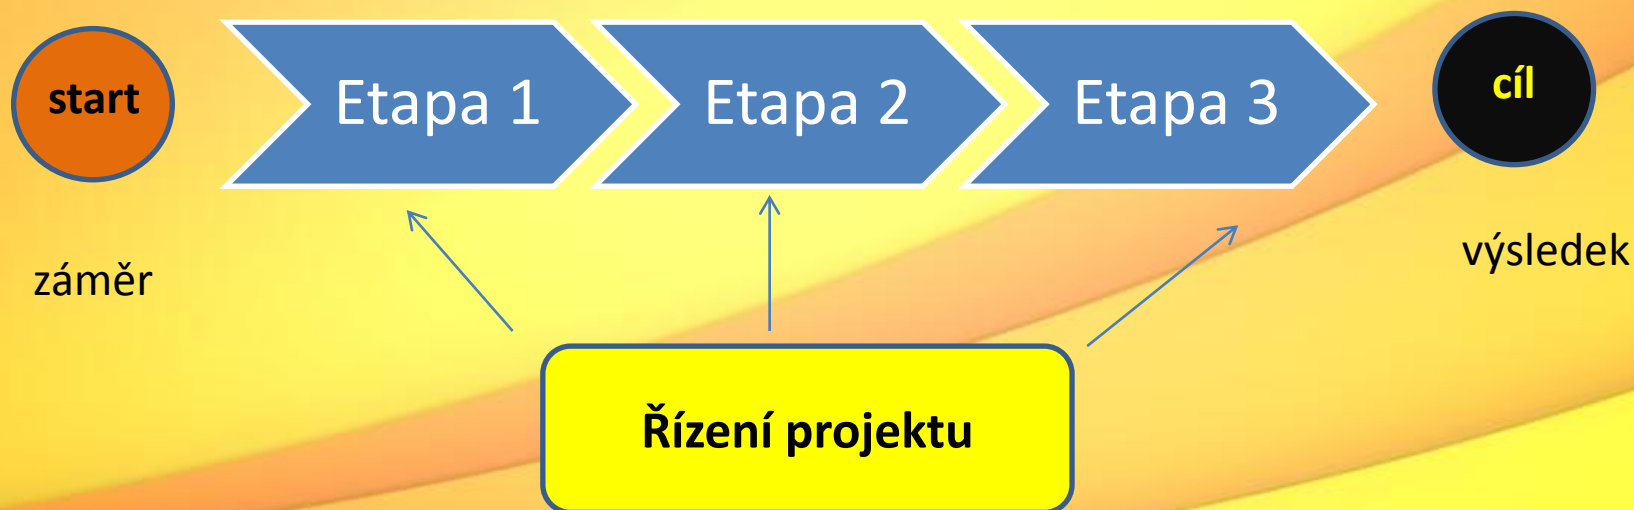 start
Etapa 1
Etapa 2
Etapa 3
cíl
záměr
výsledek
Řízení projektu